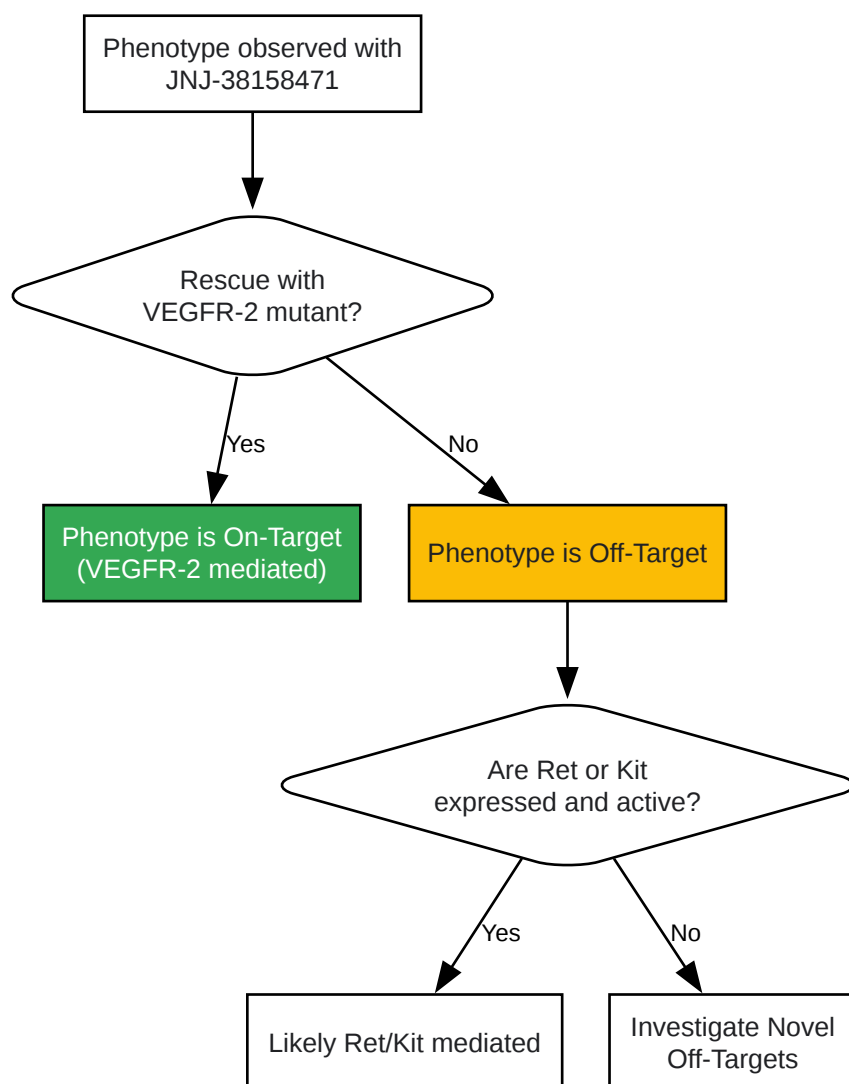 Phenotype observed with
JNJ-38158471
Rescue with
VEGFR-2 mutant?
Yes
No
Phenotype is On-Target
(VEGFR-2 mediated)
Phenotype is Off-Target
Are Ret or Kit
expressed and active?
Yes
No
Likely Ret/Kit mediated
Investigate Novel
Off-Targets